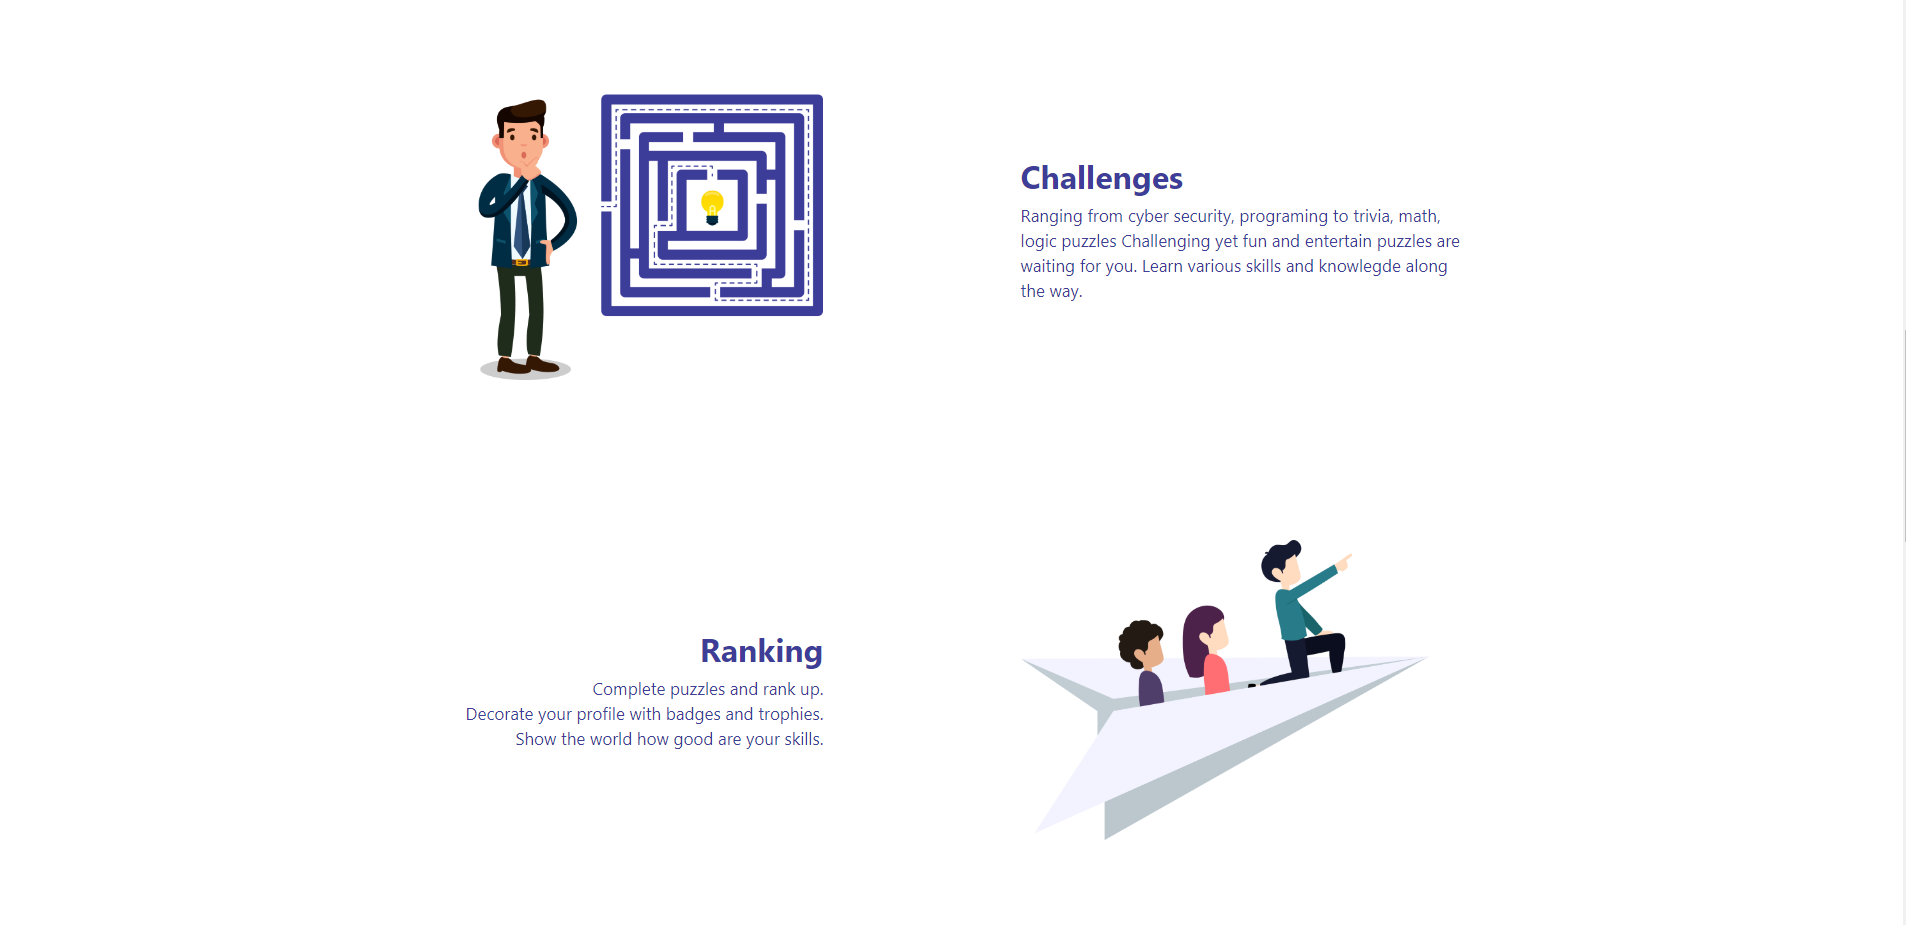 Challenges
Ranging from cyber security, programing to trivia, math,
logic puzzles Challenging yet fun and entertain puzzles are
waiting for you. Learn various skills and knowlegde along
the way.
Ranking
Complete puzzles and rank up.
Decorate your profile with badges and trophies.
Show the world how good are your skills.